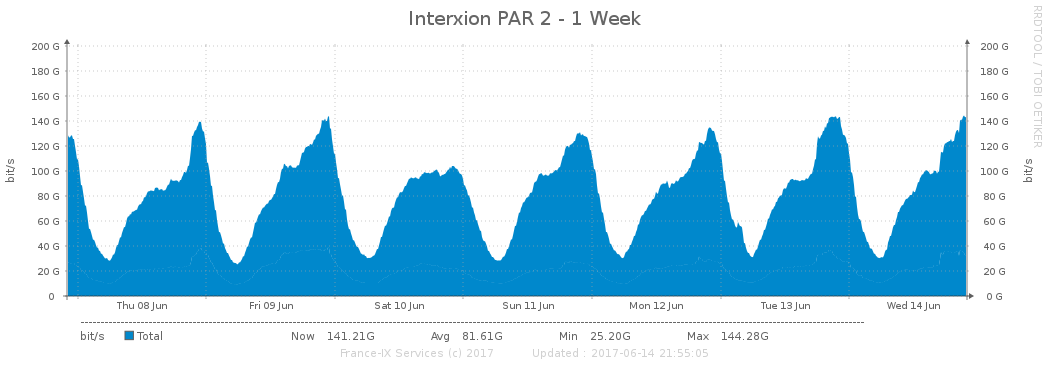 Interxion PAR 2 - 1 Week
RRDTOOL / TOBI OETIKER
200 G 200 G
180 G 180 G
160 G 160 G
140 G 140 G
120 G 120 G
100 G 100 G
80 G 80 G
60 G 60 G
40 G 40 G
20 G 20 G
0 0 G
bit/s bit/s
Thu 08 Jun Fri 09 Jun Sat 10 Jun Sun 11 Jun Mon 12 Jun Tue 13 Jun Wed 14 Jun
bit/s Total Now 141.21G Avg 81.61G Min 25.20G Max 144.28G
France-IX Services (c) 2017 Updated : 2017-06-14 21:55:05